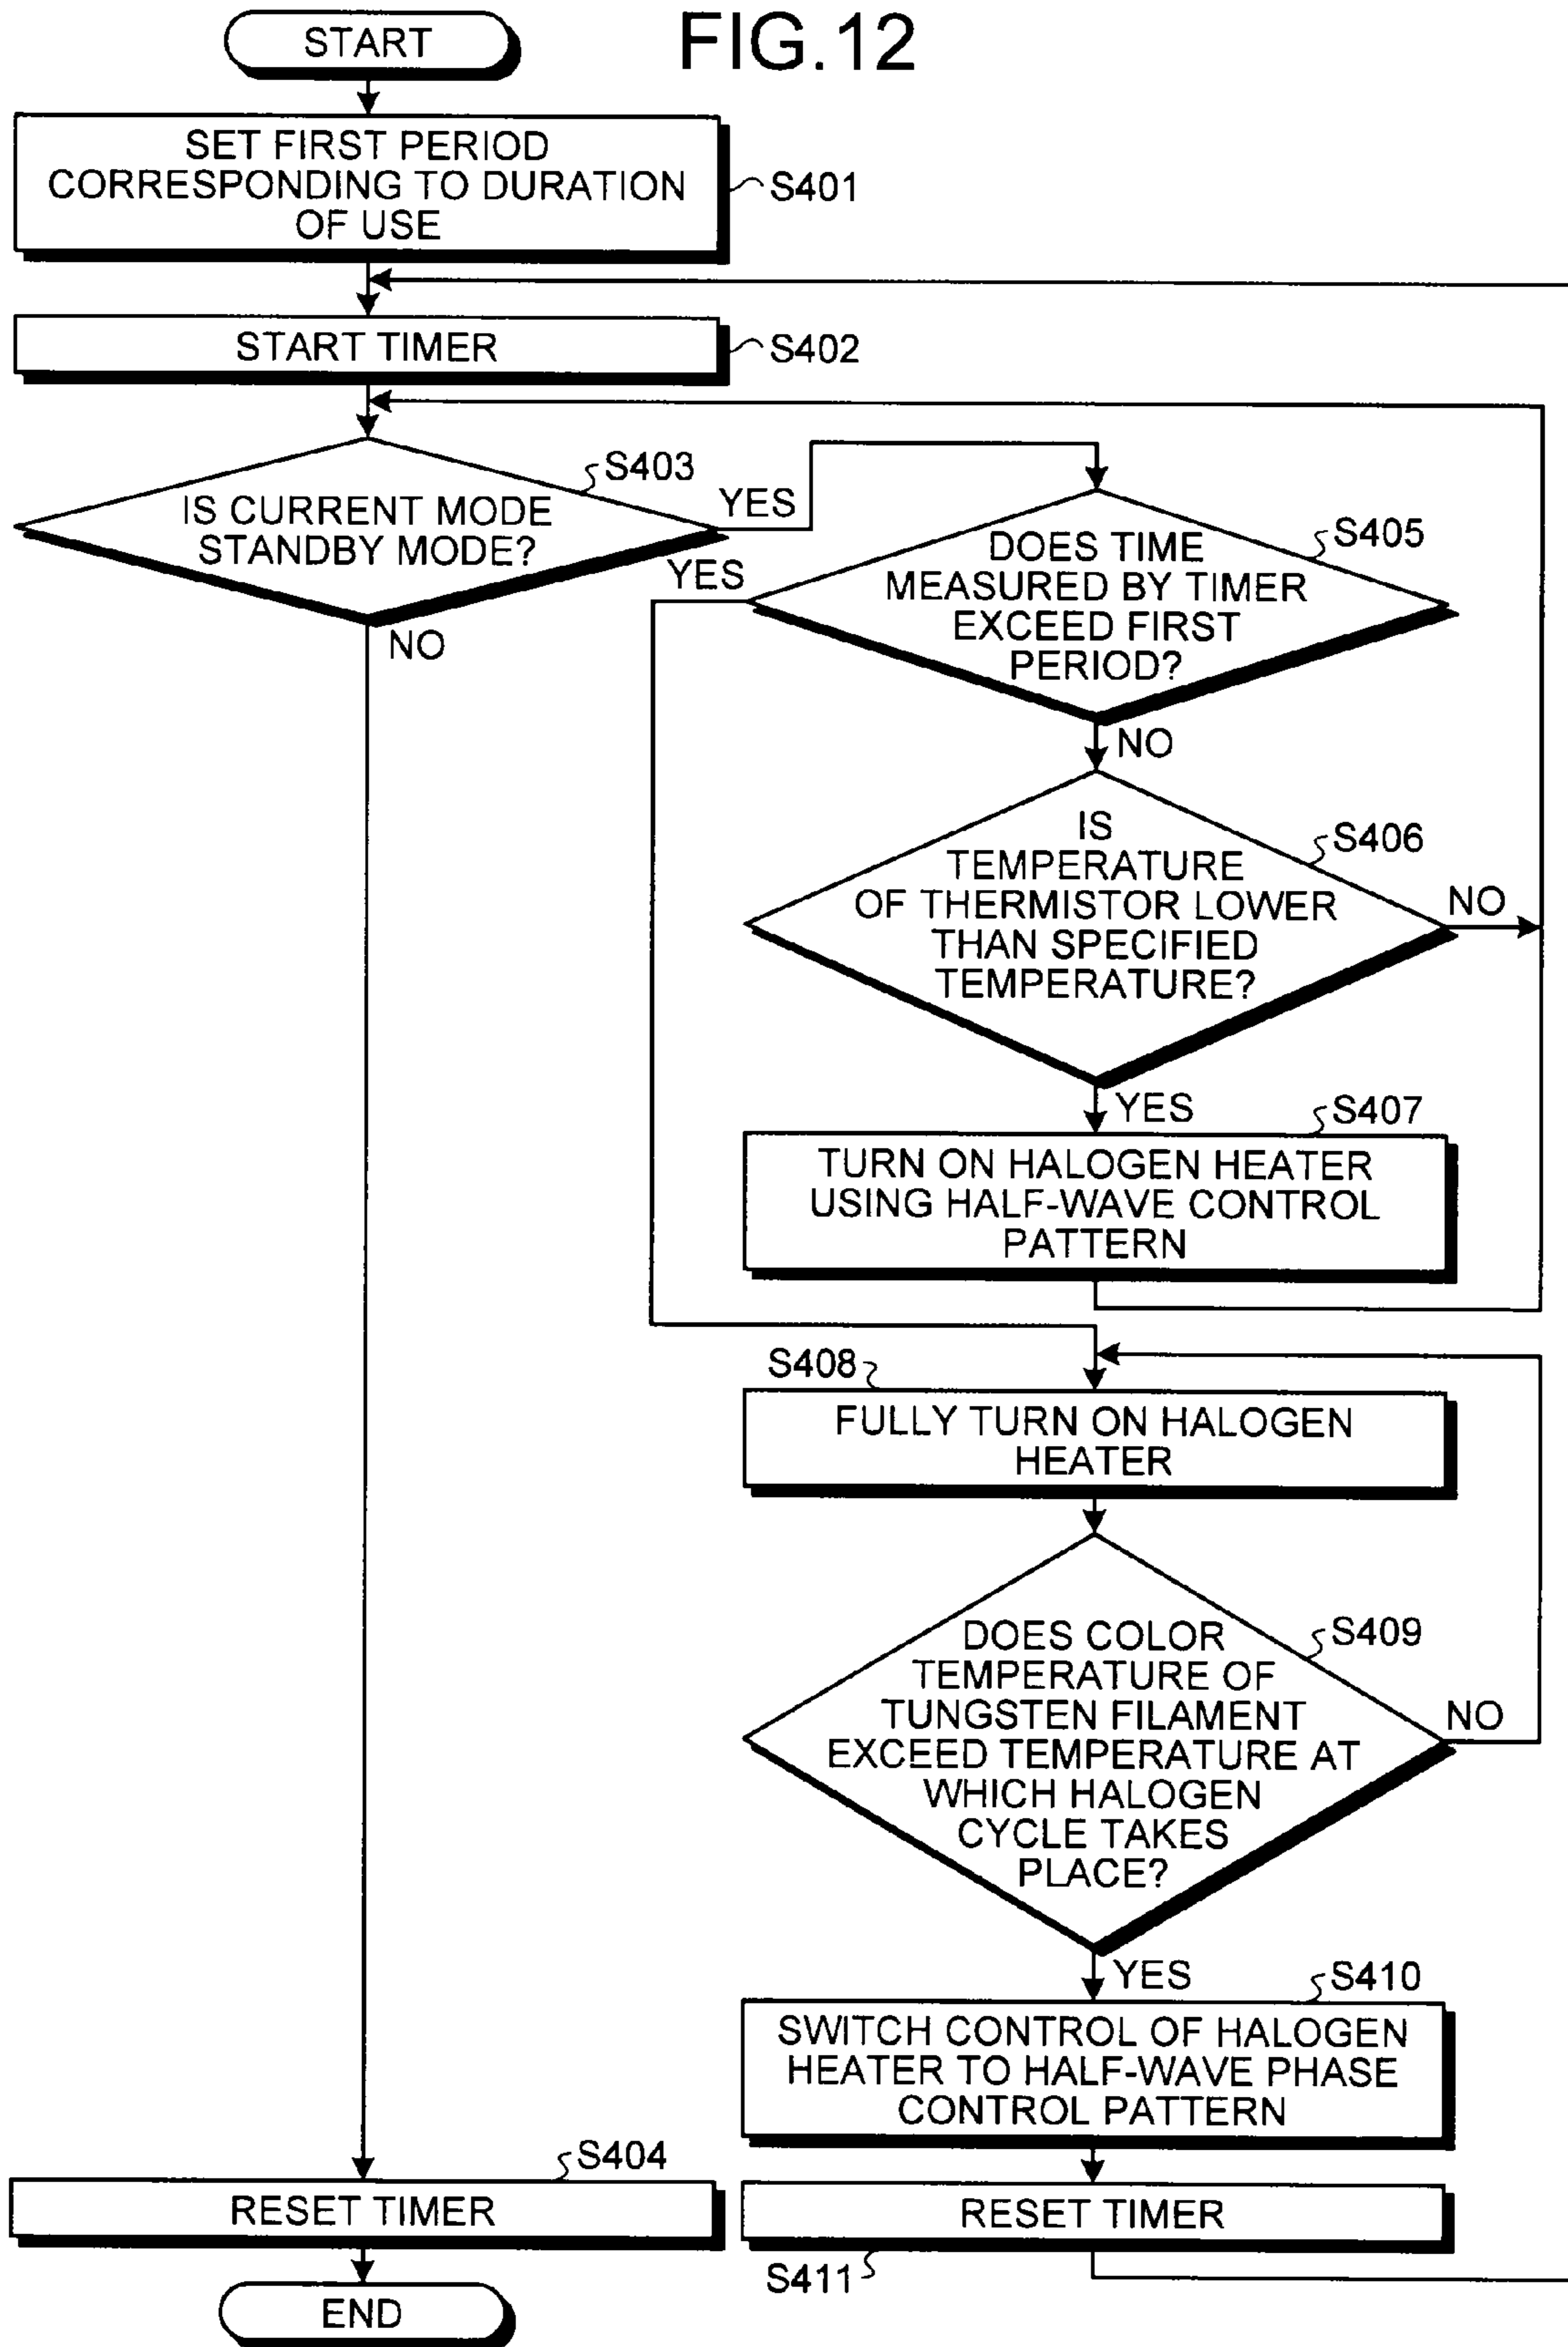 FIG.12
START
SET FIRST PERIOD
CORRESPONDING TO DURATION
OF USE
S401
START TIMER
S402
S403
IS CURRENT MODE
STANDBY MODE?
YES
NO
S405
DOES TIME
MEASURED BY TIMER
EXCEED FIRST
PERIOD?
YES
NO
S406
IS
TEMPERATURE
OF THERMISTOR LOWER
THAN SPECIFIED
TEMPERATURE?
NO
YES
S407
TURN ON HALOGEN HEATER
USING HALF-WAVE CONTROL
PATTERN
S408
FULLY TURN ON HALOGEN
HEATER
S409
DOES COLOR
TEMPERATURE OF
TUNGSTEN FILAMENT
EXCEED TEMPERATURE AT
WHICH HALOGEN
CYCLE TAKES
PLACE?
NO
YES
S410
SWITCH CONTROL OF HALOGEN
HEATER TO HALF-WAVE PHASE
CONTROL PATTERN
S404
RESET TIMER
RESET TIMER
S411
END